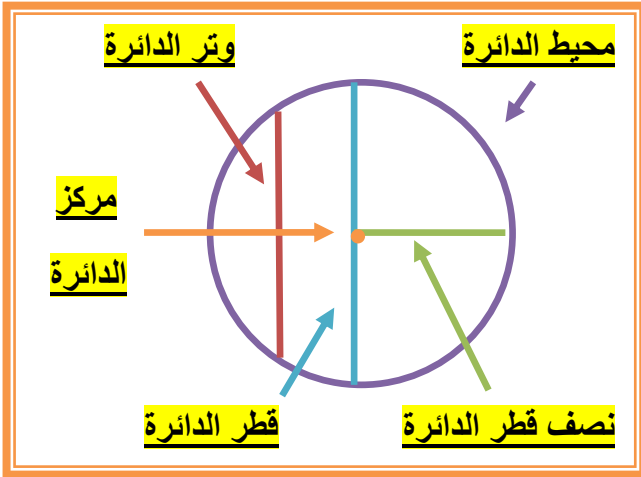 محيط الدائرة
وتر الدائرة
مركز
الدائرة
نصف قطر الدائرة
قطر الدائرة